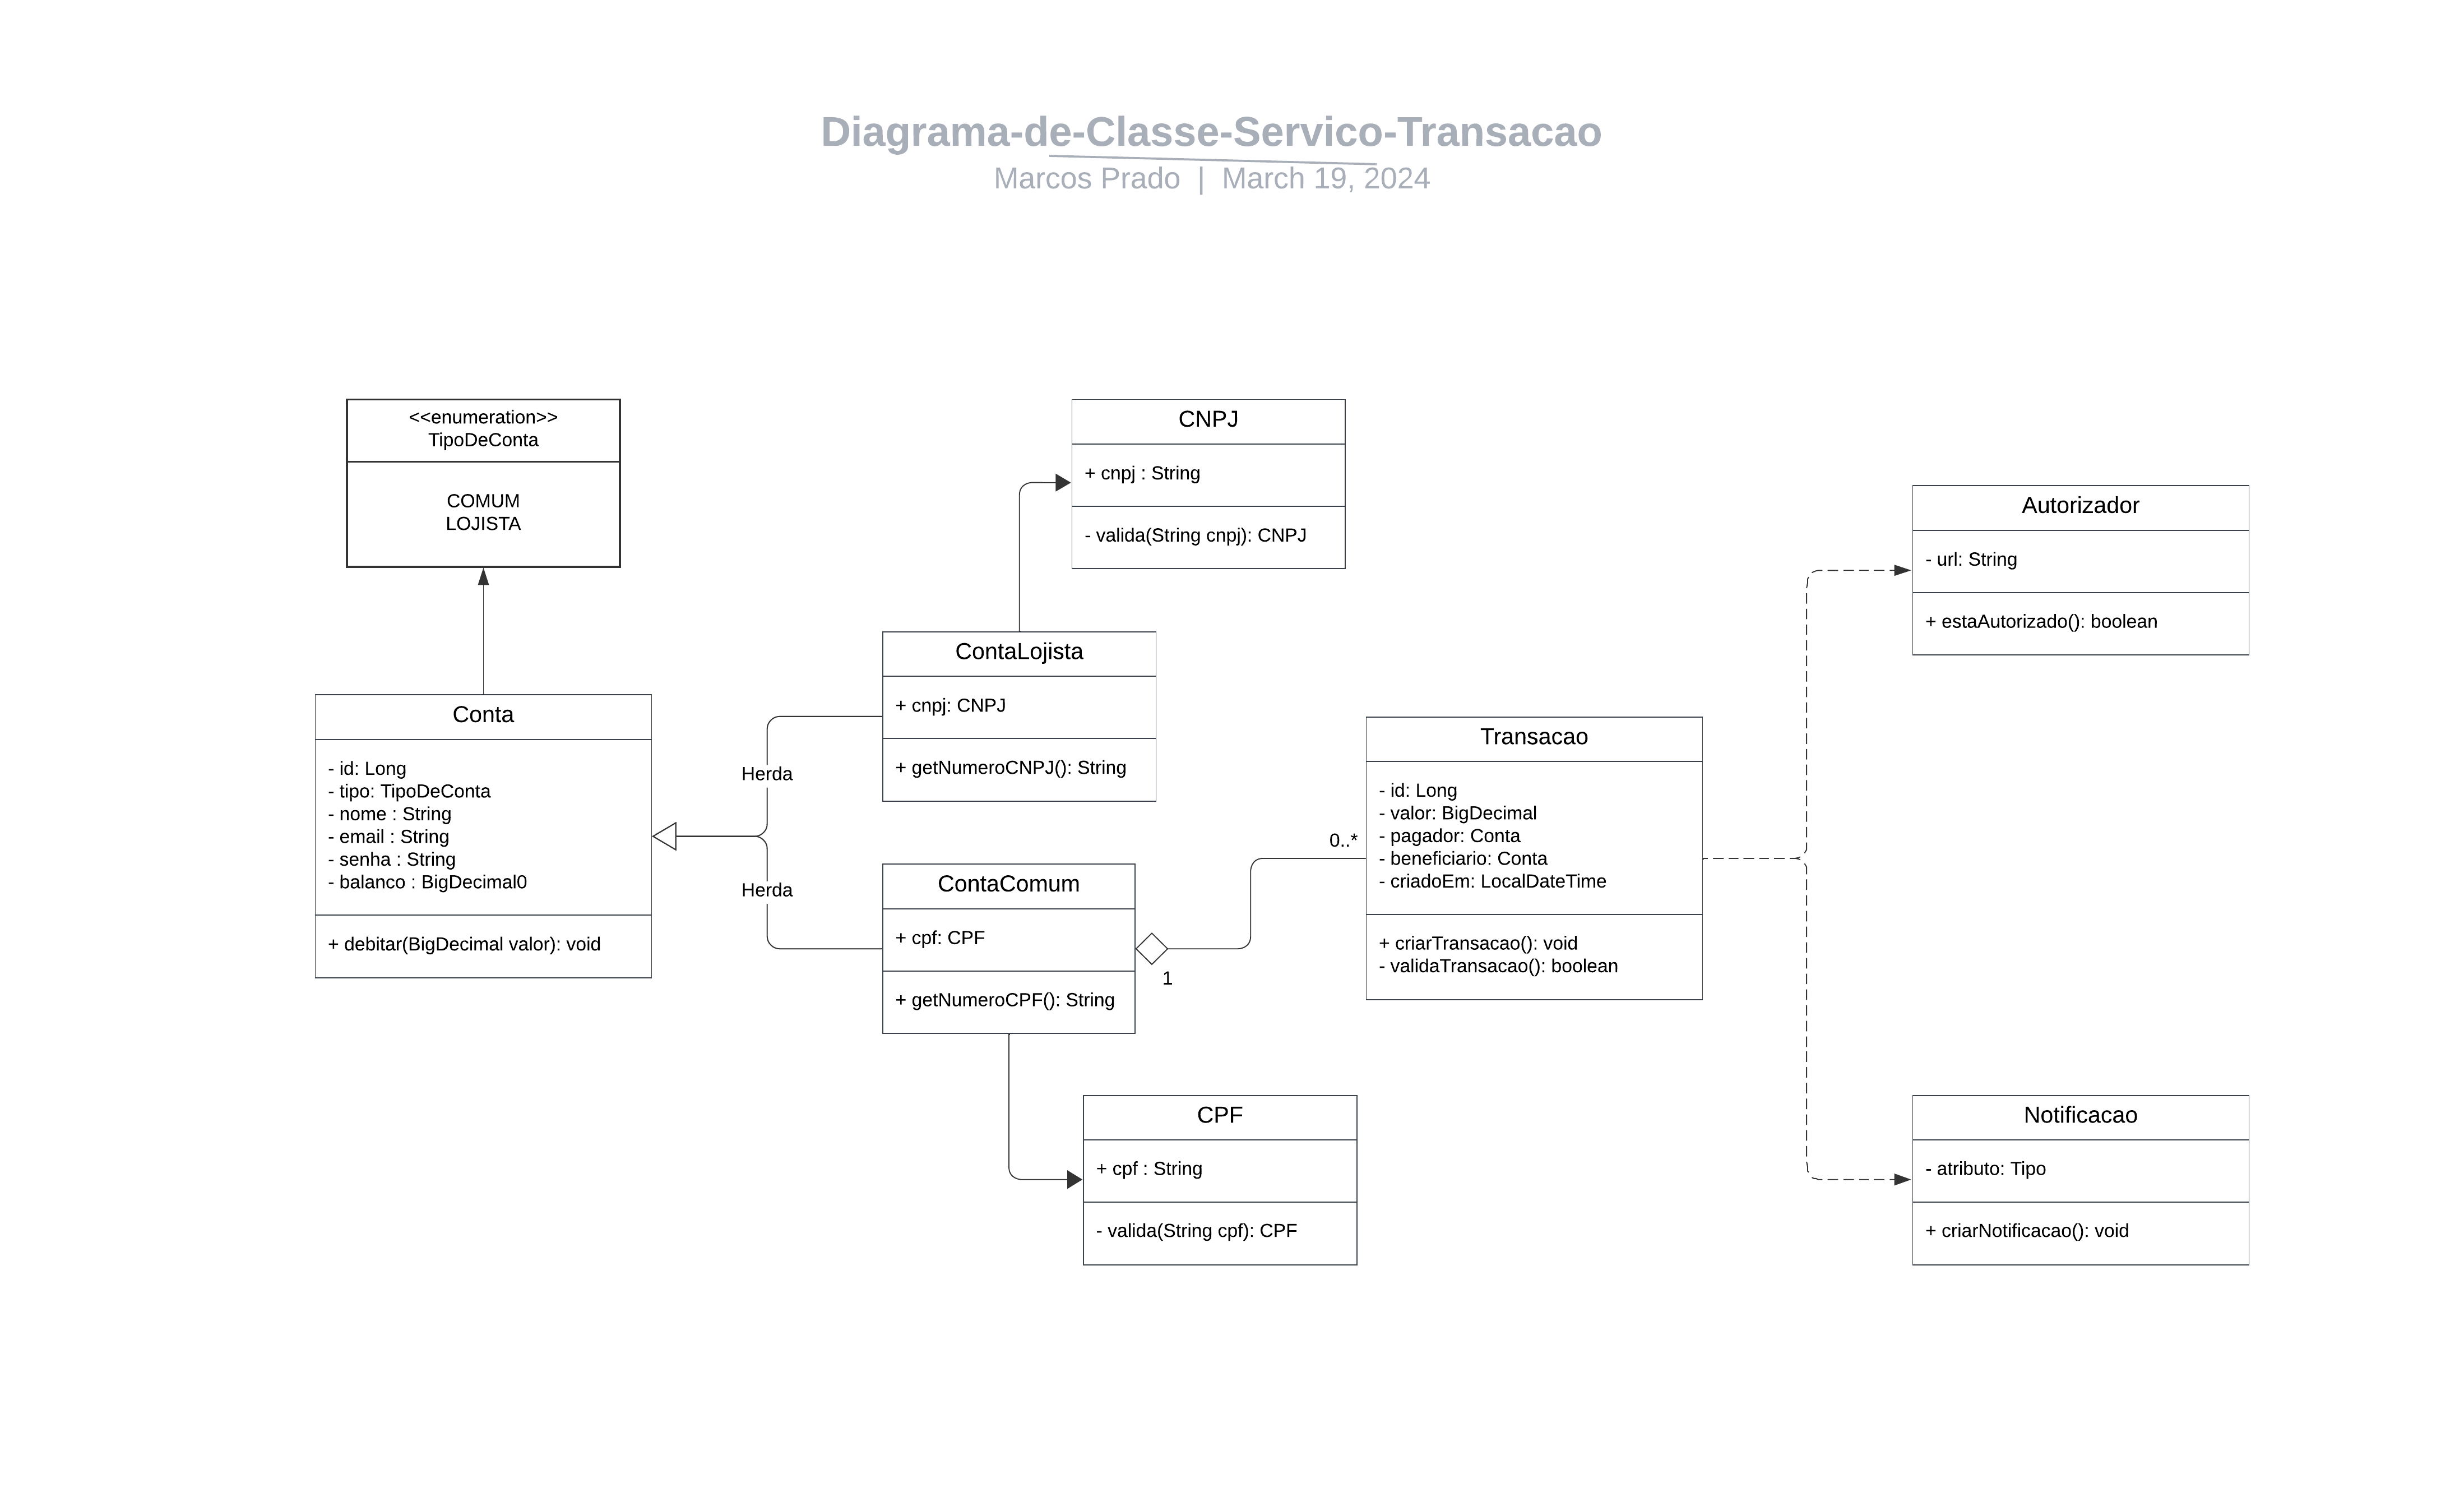 Diagrama-de-Classe-Servico-Transacao
Marcos Prado | March 19, 2024
<<enumeration>>
TipoDeConta
COMUM
LOJISTA
Conta
- id: Long
- tipo: TipoDeConta
- nome : String
- email : String
- senha : String
- balanco : BigDecimal0
+ debitar(BigDecimal valor): void
Herda
Herda
CNPJ
+ cnpj : String
- valida(String cnpj): CNPJ
ContaLojista
+ cnpj: CNPJ
+ getNumeroCNPJ(): String
ContaComum
+ cpf: CPF
+ getNumeroCPF(): String
1
0..*
CPF
+ cpf : String
- valida(String cpf): CPF
Transacao
- id: Long
- valor: BigDecimal
- pagador: Conta
- beneficiario: Conta
- criadoEm: LocalDateTime
+ criarTransacao(): void
- validaTransacao(): boolean
Autorizador
- url: String
+ estaAutorizado(): boolean
Notificacao
- atributo: Tipo
+ criarNotificacao(): void